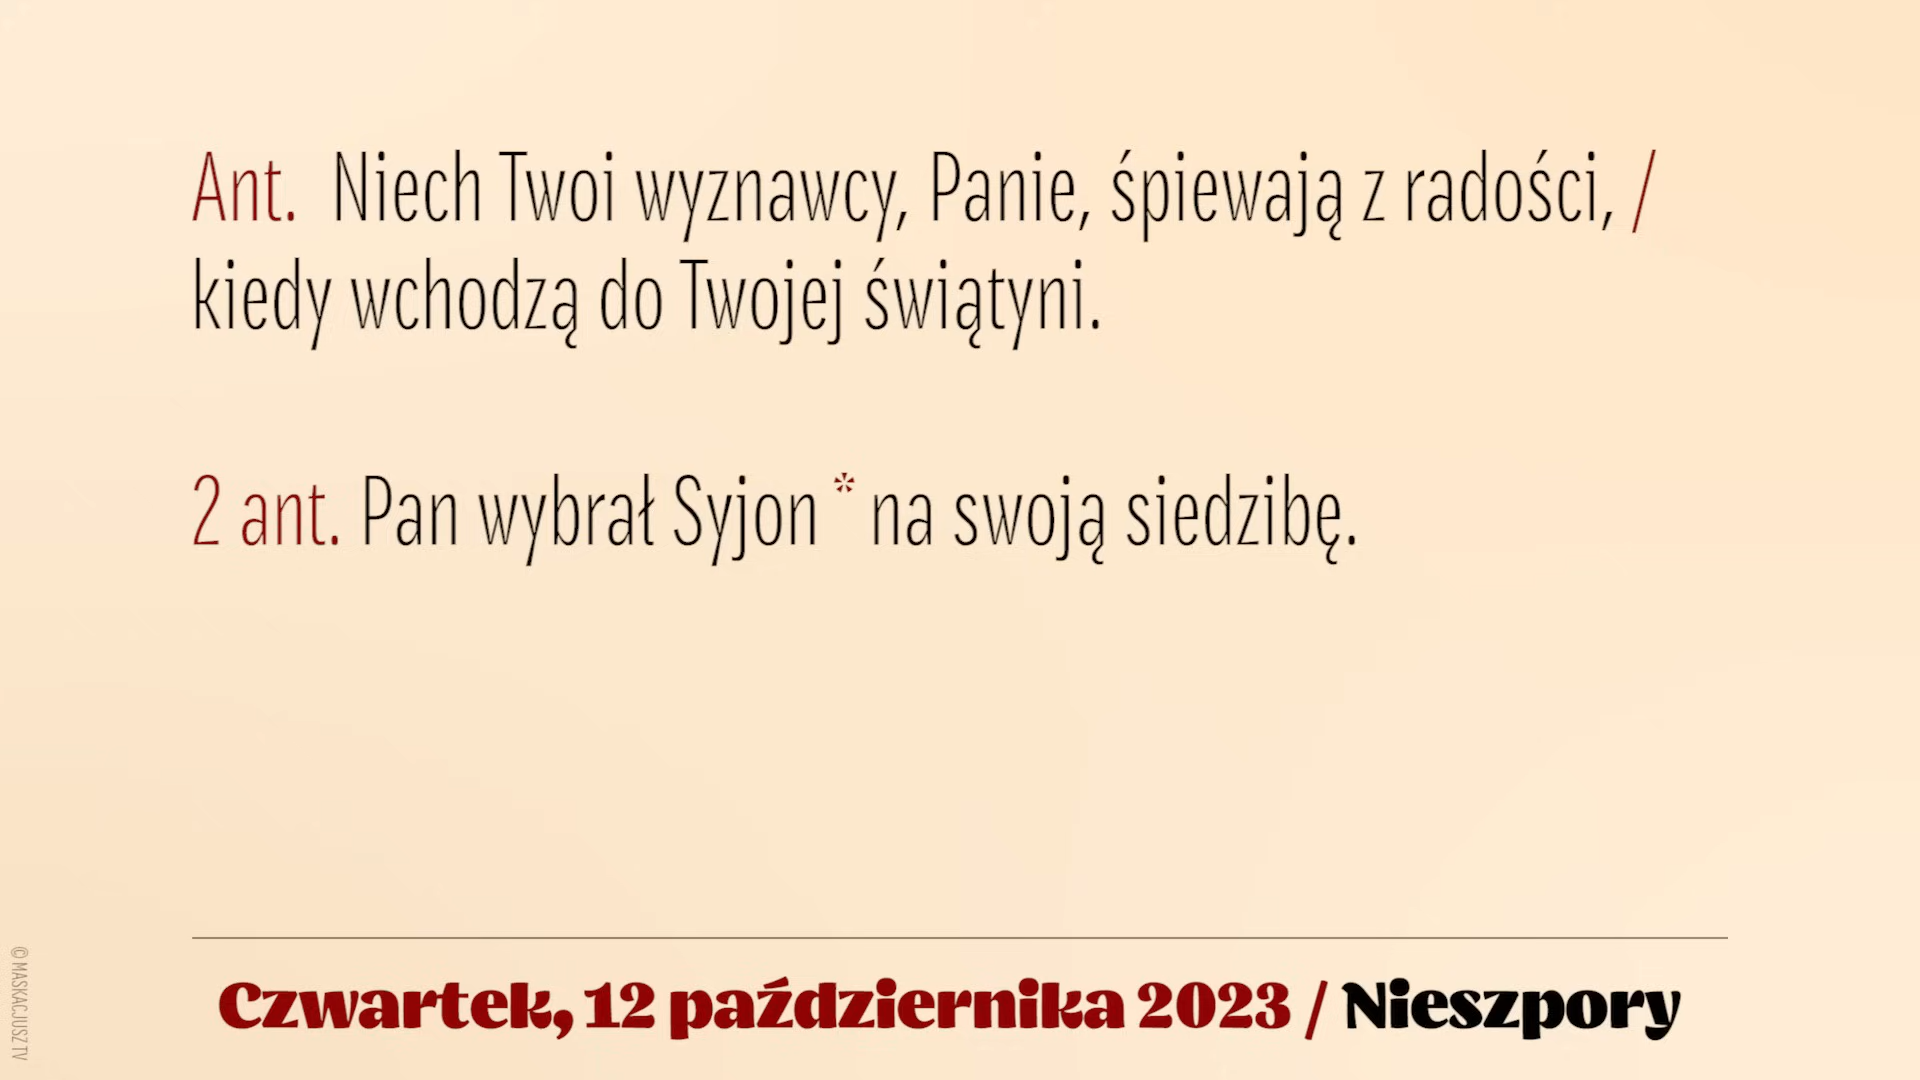 Ant. Niech Twoi wyznawcy, Panie, śpiewają z radości, /
kiedy wchodzą do Twojej świątyni.
2 ant. Pan wybrał Syjon * na swoją siedzibę.
Czwartek, 12 października 2023 / Nieszpory
© MASKACJUSZ TV